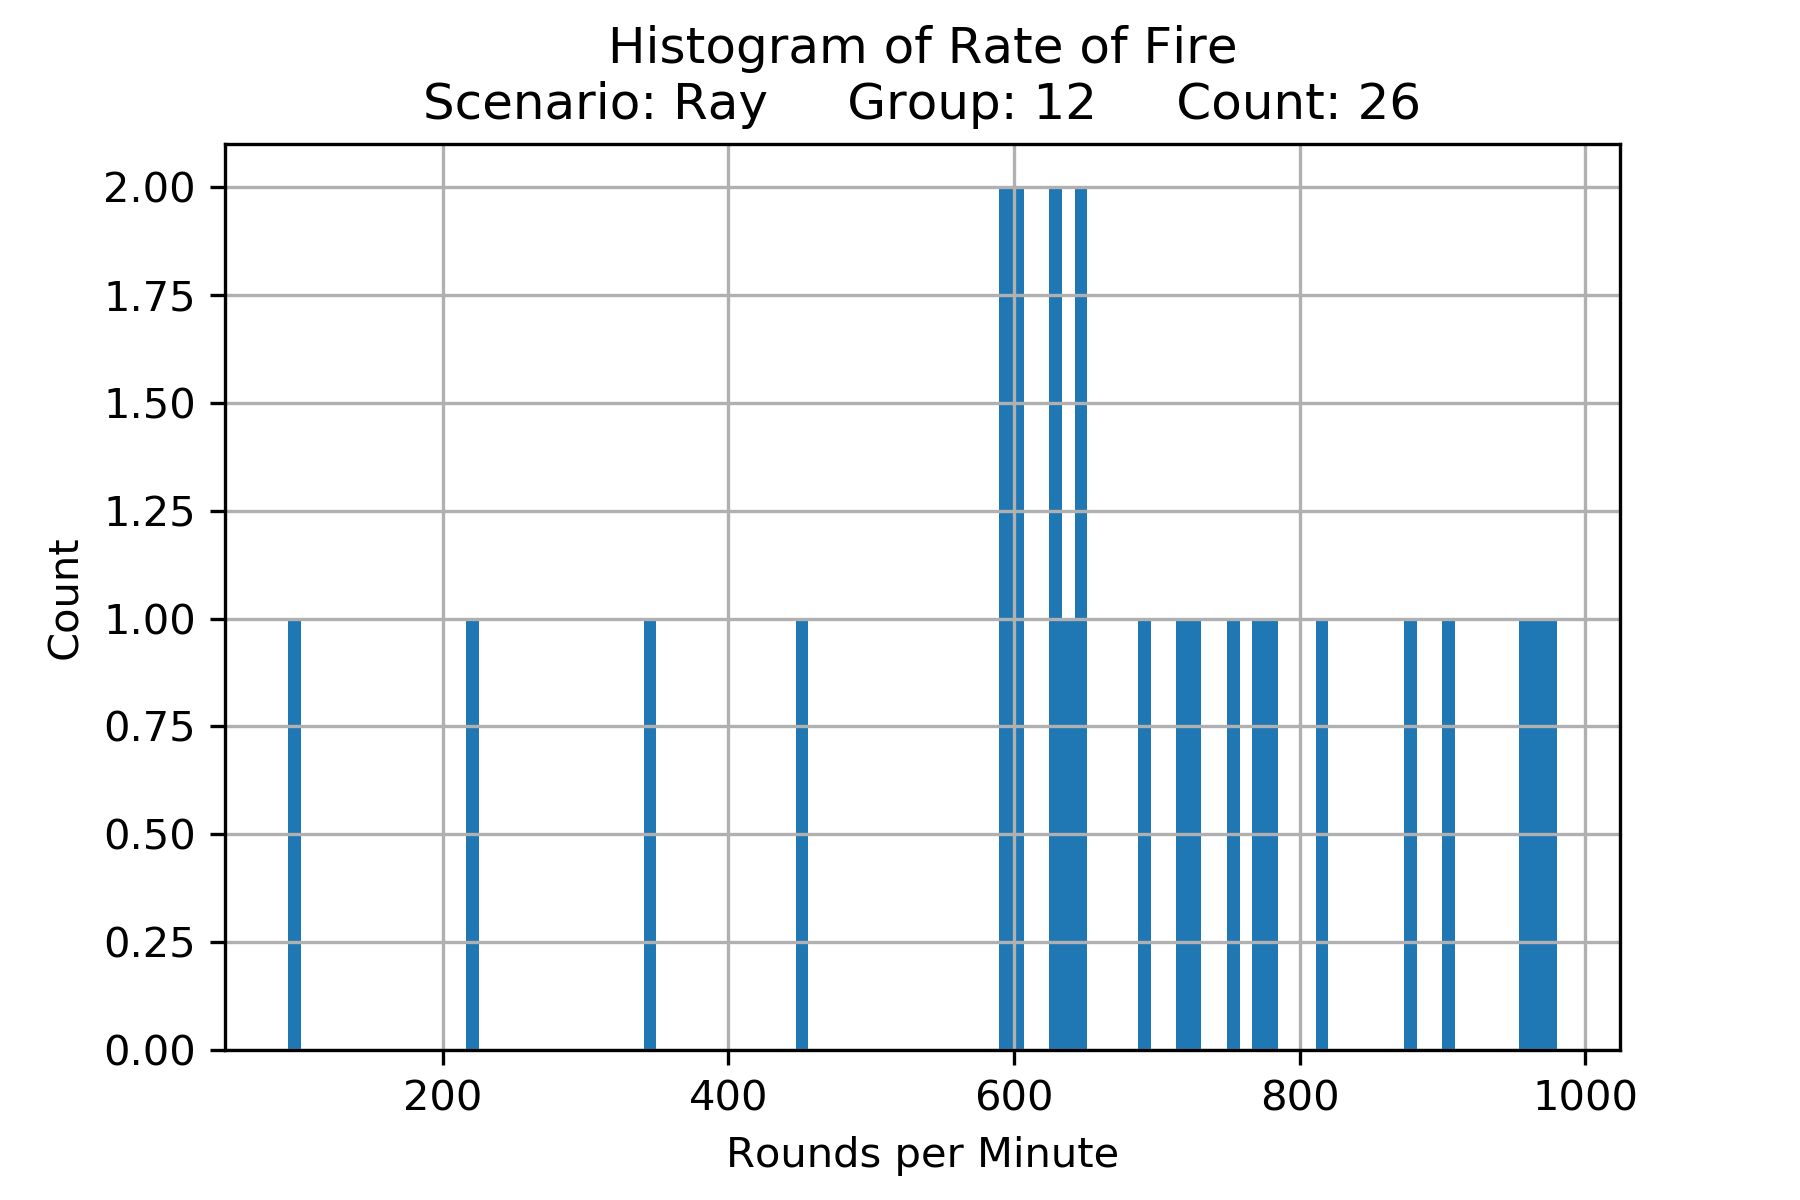 Histogram of Rate of Fire
Scenario: Ray     Group: 12     Count: 26
2.00
1.75
1.50
1.25
1.00
0.75
0.50
0.25
0.00
Count
200 400 600 800 1000
Rounds per Minute